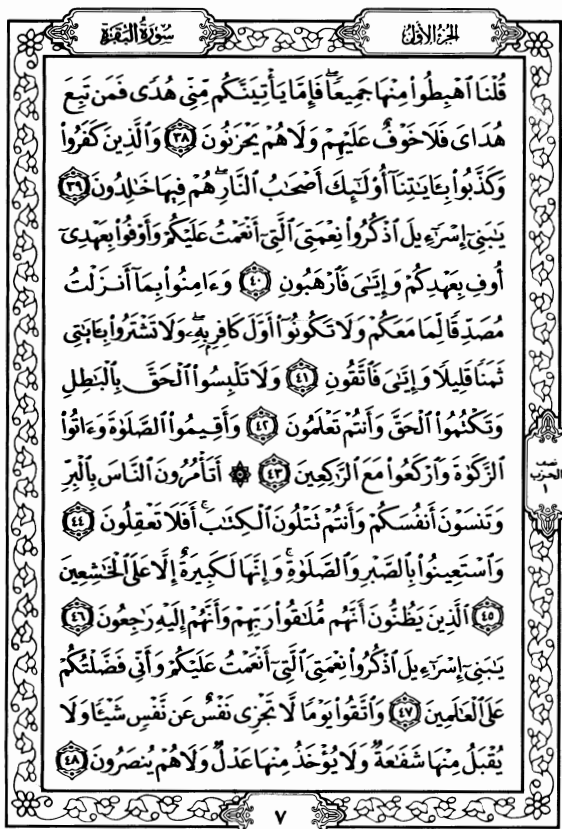 الجزء الأول
سورة البقرة
قُلْنَا ٱهْبِطُوا۟ مِنْهَا جَمِيعًا ۖ فَإِمَّا يَأْتِيَنَّكُم مِّنِّى هُدًى فَمَن تَبِعَ
هُدَاىَ فَلَا خَوْفٌ عَلَيْهِمْ وَلَا هُمْ يَحْزَنُونَ ٣٨ وَٱلَّذِينَ كَفَرُوا۟
وَكَذَّبُوا۟ بِـَٔايَـٰتِنَآ أُو۟لَـٰٓئِكَ أَصْحَـٰبُ ٱلنَّارِ ۖ هُمْ فِيهَا خَـٰلِدُونَ ٣٩
يَـٰبَنِىٓ إِسْرَٰٓءِيلَ ٱذْكُرُوا۟ نِعْمَتِىَ ٱلَّتِىٓ أَنْعَمْتُ عَلَيْكُمْ وَأَوْفُوا۟ بِعَهْدِىٓ
أُوفِ بِعَهْدِكُمْ وَإِيَّـٰىَ فَٱرْهَبُونِ ٤٠ وَءَامِنُوا۟ بِمَآ أَنزَلْتُ
مُصَدِّقًا لِّمَا مَعَكُمْ وَلَا تَكُونُوٓا۟ أَوَّلَ كَافِرٍۭ بِهِۦ ۖ وَلَا تَشْتَرُوا۟ بِـَٔايَـٰتِى
ثَمَنًا قَلِيلًا وَإِيَّـٰىَ فَٱتَّقُونِ ٤١ وَلَا تَلْبِسُوا۟ ٱلْحَقَّ بِٱلْبَـٰطِلِ
وَتَكْتُمُوا۟ ٱلْحَقَّ وَأَنتُمْ تَعْلَمُونَ ٤٢ وَأَقِيمُوا۟ ٱلصَّلَوٰةَ وَءَاتُوا۟
ٱلزَّكَوٰةَ وَٱرْكَعُوا۟ مَعَ ٱلرَّٰكِعِينَ ٤٣ ۞ أَتَأْمُرُونَ ٱلنَّاسَ بِٱلْبِرِّ
وَتَنسَوْنَ أَنفُسَكُمْ وَأَنتُمْ تَتْلُونَ ٱلْكِتَـٰبَ ۚ أَفَلَا تَعْقِلُونَ ٤٤
وَٱسْتَعِينُوا۟ بِٱلصَّبْرِ وَٱلصَّلَوٰةِ ۚ وَإِنَّهَا لَكَبِيرَةٌ إِلَّا عَلَى ٱلْخَـٰشِعِينَ
٤٥ ٱلَّذِينَ يَظُنُّونَ أَنَّهُم مُّلَـٰقُوا۟ رَبِّهِمْ وَأَنَّهُمْ إِلَيْهِ رَٰجِعُونَ ٤٦
يَـٰبَنِىٓ إِسْرَٰٓءِيلَ ٱذْكُرُوا۟ نِعْمَتِىَ ٱلَّتِىٓ أَنْعَمْتُ عَلَيْكُمْ وَأَنِّى فَضَّلْتُكُمْ
عَلَى ٱلْعَـٰلَمِينَ ٤٧ وَٱتَّقُوا۟ يَوْمًا لَّا تَجْزِى نَفْسٌ عَن نَّفْسٍ شَيْـًٔا وَلَا
يُقْبَلُ مِنْهَا شَفَـٰعَةٌ وَلَا يُؤْخَذُ مِنْهَا عَدْلٌ وَلَا هُمْ يُنصَرُونَ ٤٨
نصف
الحزب
١
٧